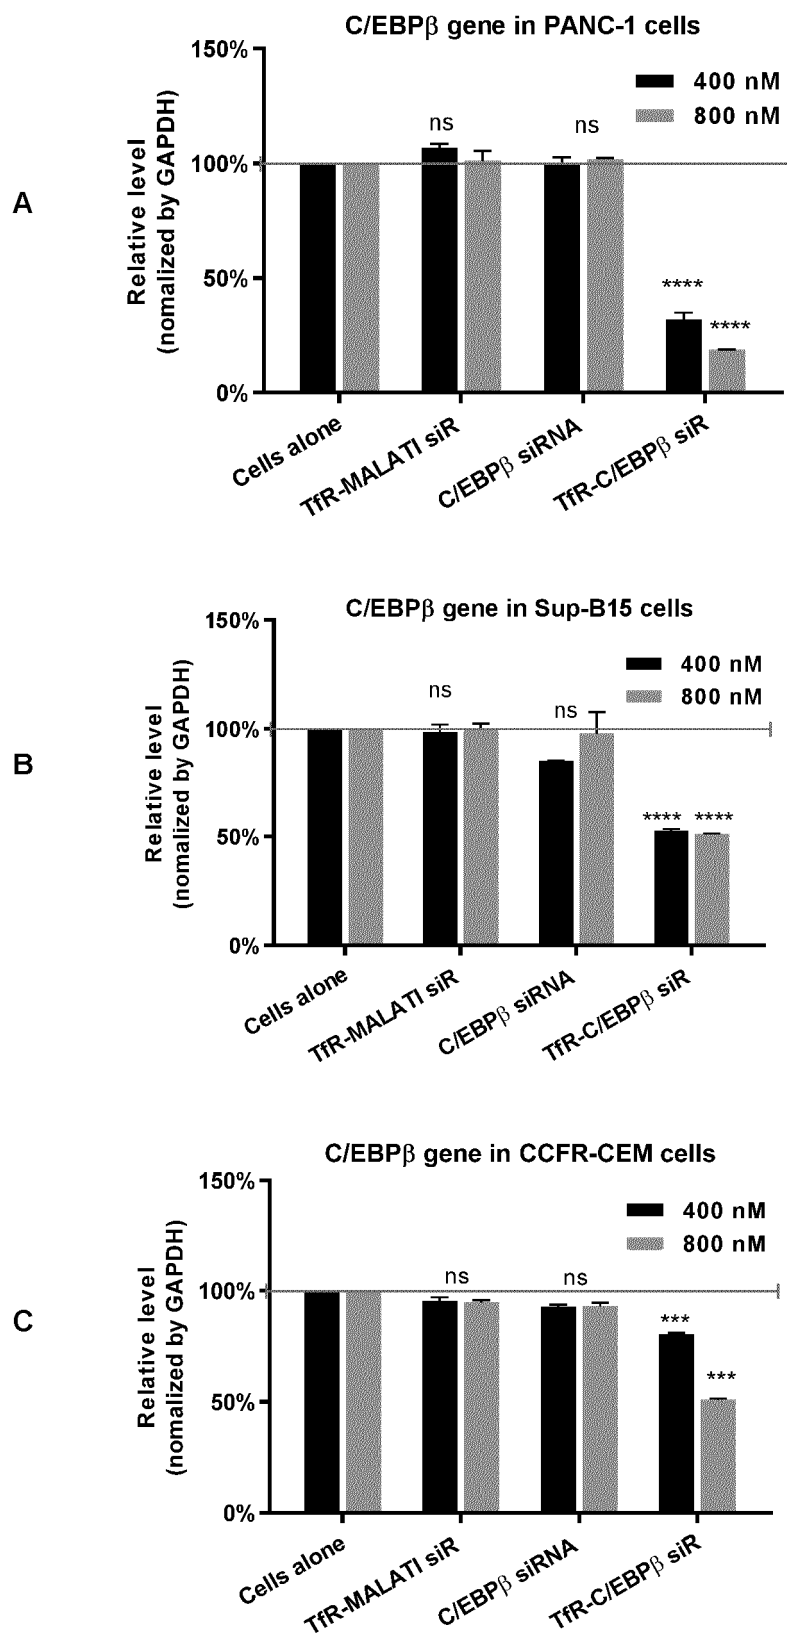 C/EBPβ gene in PANC-1 cells
150%
400 nM
800 nM
ns
ns
100%
A
Relative level
(nomalized by GAPDH)
50%
****
****
0%
Cells alone
TfR-MALATI siR
C/EBPβ siRNA
TfR-C/EBPβ siR
C/EBPβ gene in Sup-B15 cells
150%
400 nM
800 nM
ns
ns
100%
B
Relative level
(nomalized by GAPDH)
50%
**** ****
0%
Cells alone
TfR-MALATI siR
C/EBPβ siRNA
TfR-C/EBPβ siR
C/EBPβ gene in CCFR-CEM cells
150%
400 nM
800 nM
ns
ns
100%
C
Relative level
(nomalized by GAPDH)
***
***
50%
0%
Cells alone
TfR-MALATI siR
C/EBPβ siRNA
TfR-C/EBPβ siR